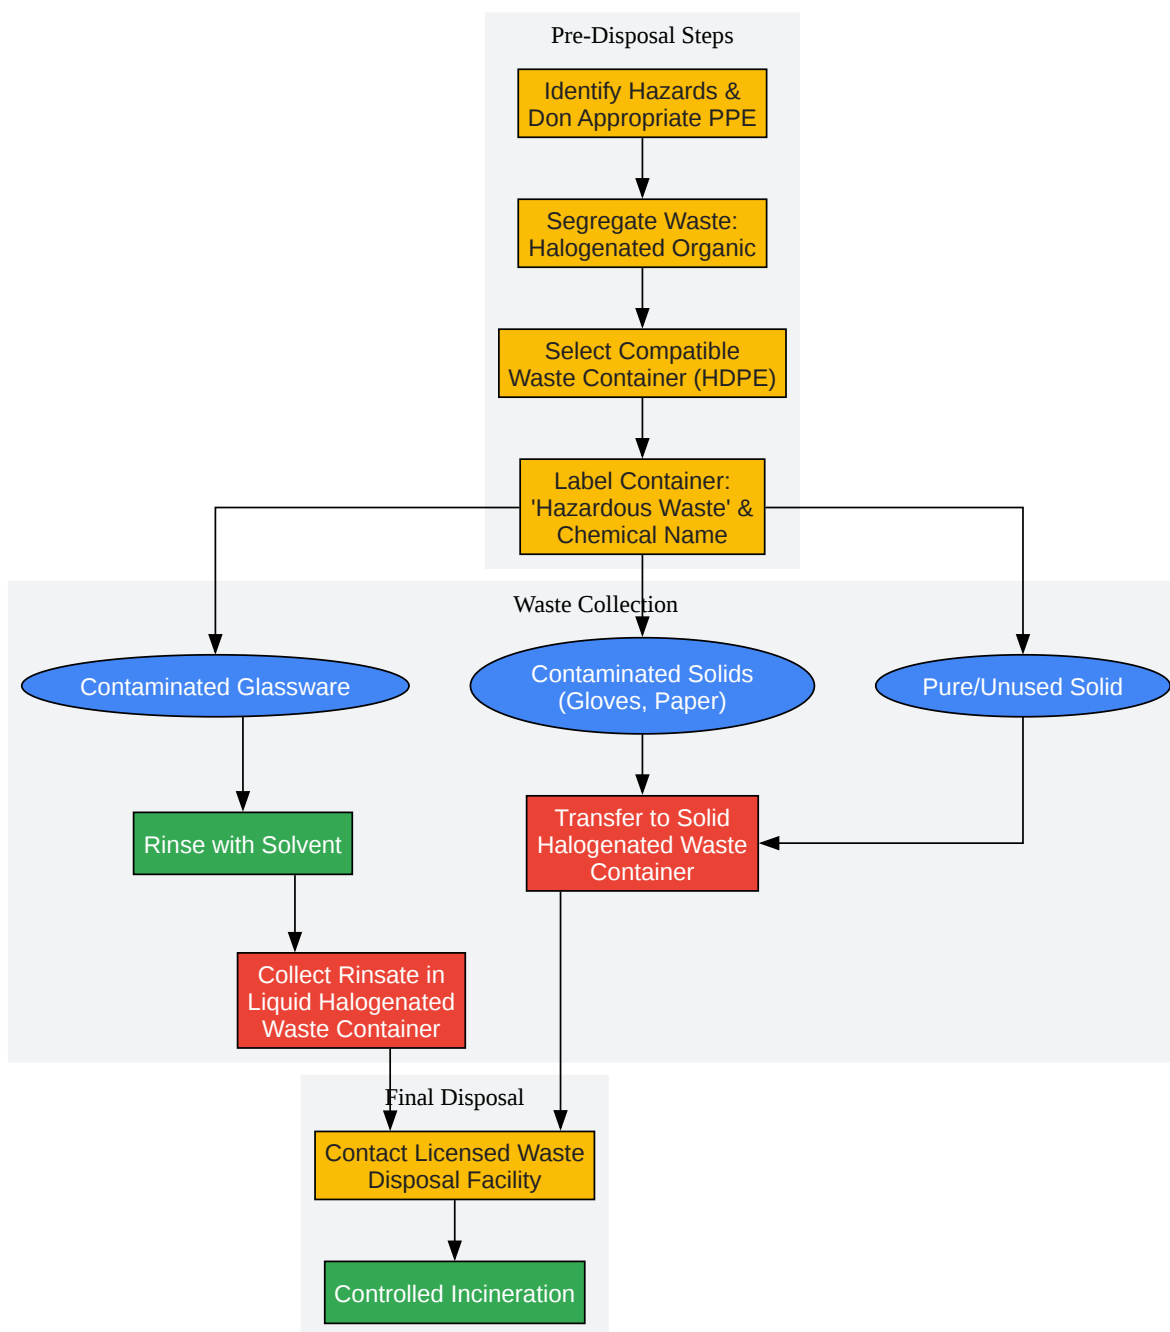 Pre-Disposal Steps
Identify Hazards &
Don Appropriate PPE
Segregate Waste:
Halogenated Organic
Select Compatible
Waste Container (HDPE)
Label Container:
'Hazardous Waste' &
Chemical Name
Waste Collection
Contaminated Glassware
Contaminated Solids
(Gloves, Paper)
Pure/Unused Solid
Rinse with Solvent
Transfer to Solid
Halogenated Waste
Container
Collect Rinsate in
Liquid Halogenated
Waste Container
Final Disposal
Contact Licensed Waste
Disposal Facility
Controlled Incineration